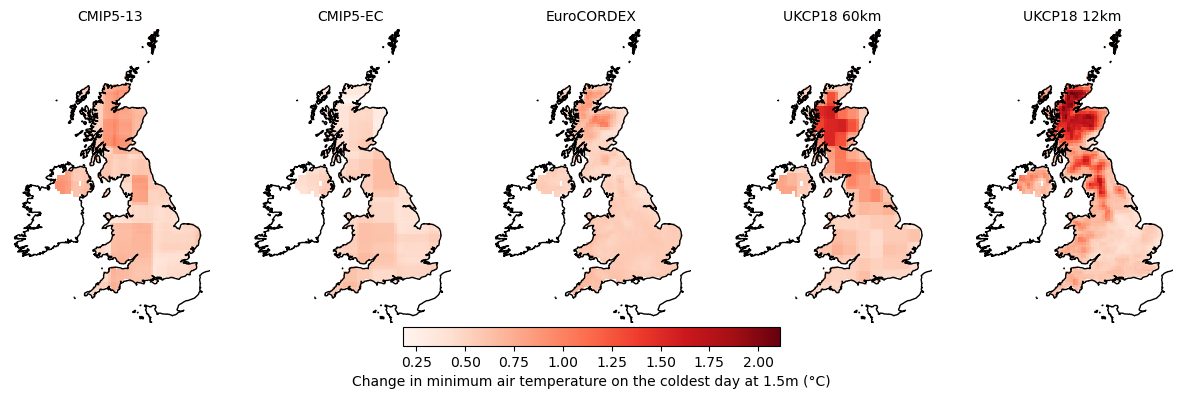 CMIP5-13 CMIP5-EC EuroCORDEX UKCP18 60km UKCP18 12km
0.25 0.50 0.75 1.00 1.25 1.50 1.75 2.00
Change in minimum air temperature on the coldest day at 1.5m (°C)